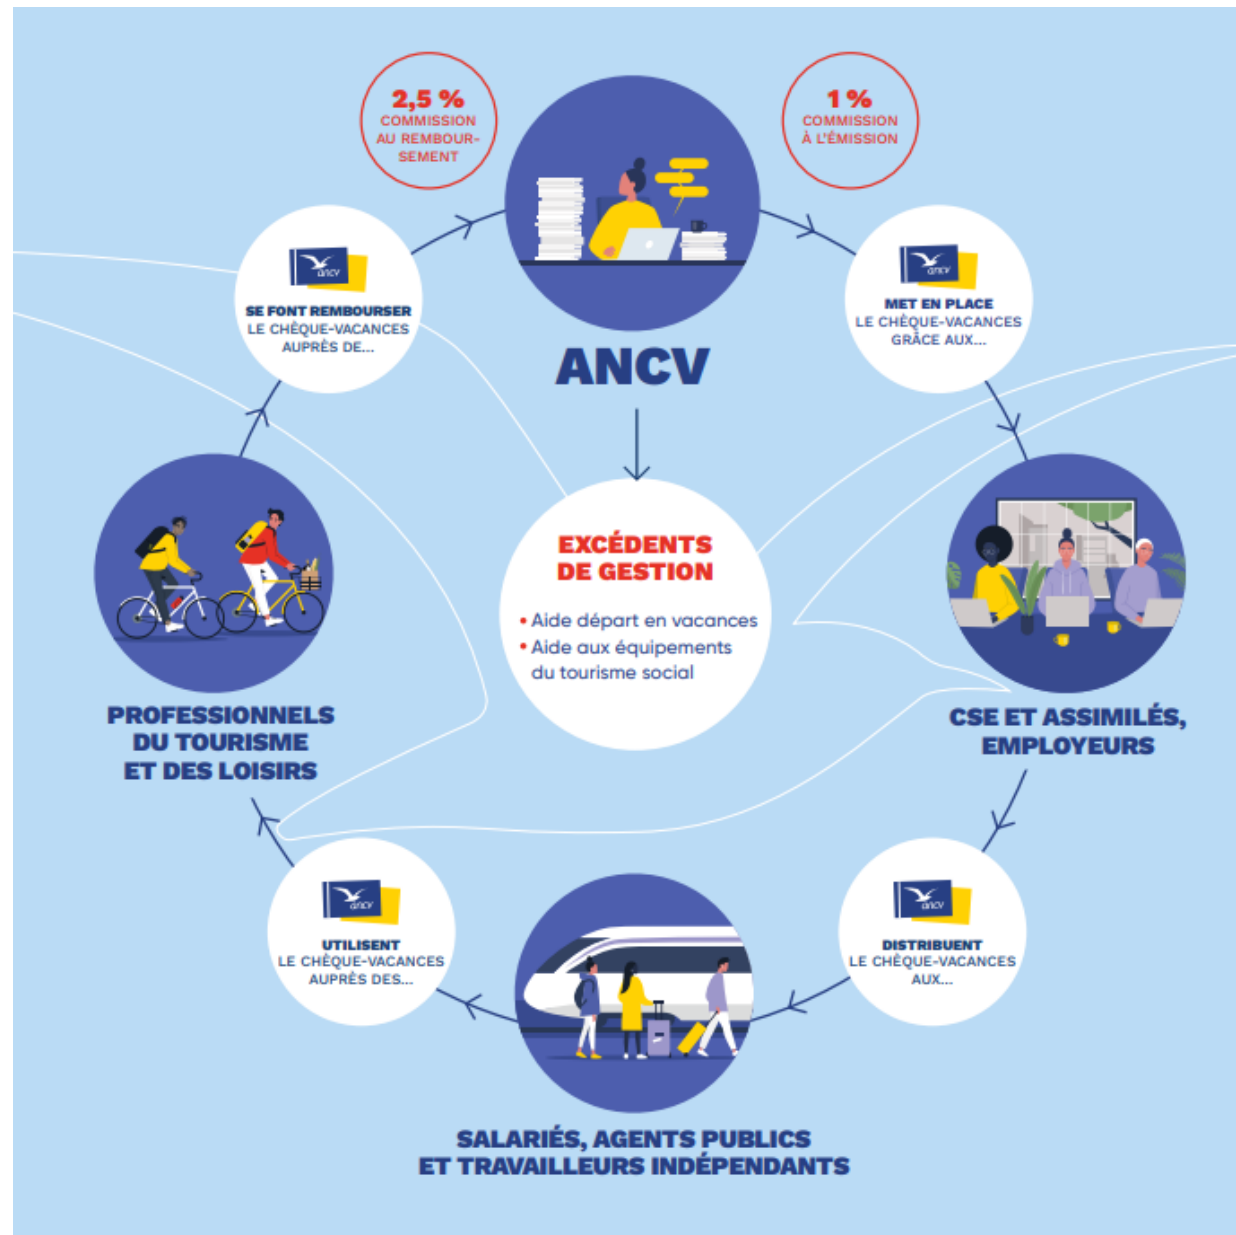 2,5 %
COMMISSION
AU REMBOUR-
SEMENT
1 %
COMMISSION
À L'ÉMISSION
ANCV
ancv
MET EN PLACE
LE CHÈQUE-VACANCES
GRÂCE AUX...
CSE ET ASSIMILÉS,
EMPLOYEURS
ancv
DISTRIBUENT
LE CHÈQUE-VACANCES
AUX...
SALARIÉS, AGENTS PUBLICS
ET TRAVAILLEURS INDÉPENDANTS
ancv
UTILISENT
LE CHÈQUE-VACANCES
AUPRÈS DES...
PROFESSIONNELS
DU TOURISME
ET DES LOISIRS
ancv
SE FONT REMBOURSER
LE CHÈQUE-VACANCES
AUPRÈS DE...
EXCÉDENTS
DE GESTION
• Aide départ en vacances
• Aide aux équipements
du tourisme social